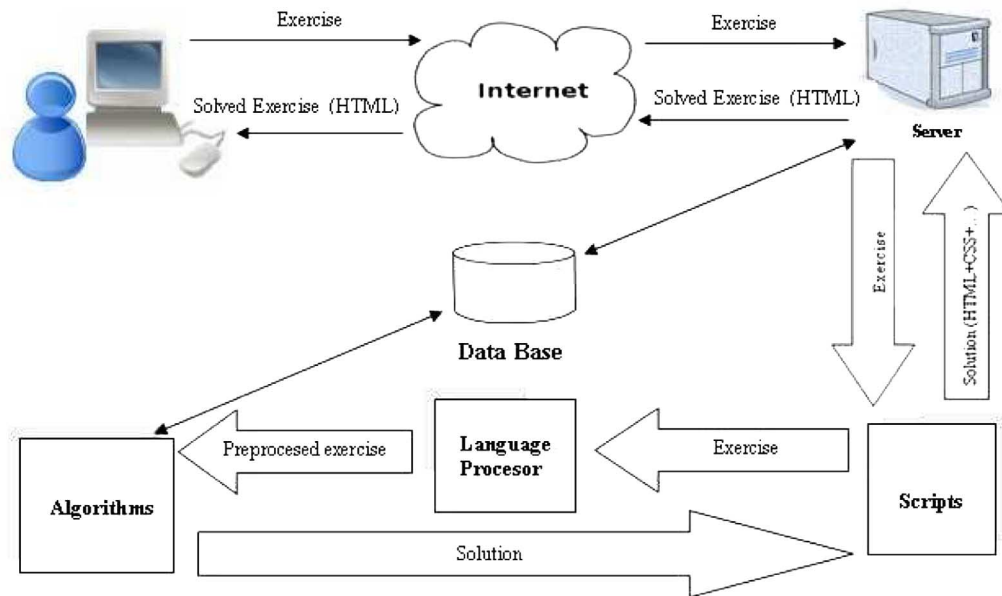 Exercise
Exercise
Internet
Solved Exercise (HTML)
Solved Exercise (HTML)
Server
Exercise
Solution (HTML+CSS+...)
Data Base
Preprocesed exercise
Language
Procesor
Exercise
Algorithms
Scripts
Solution